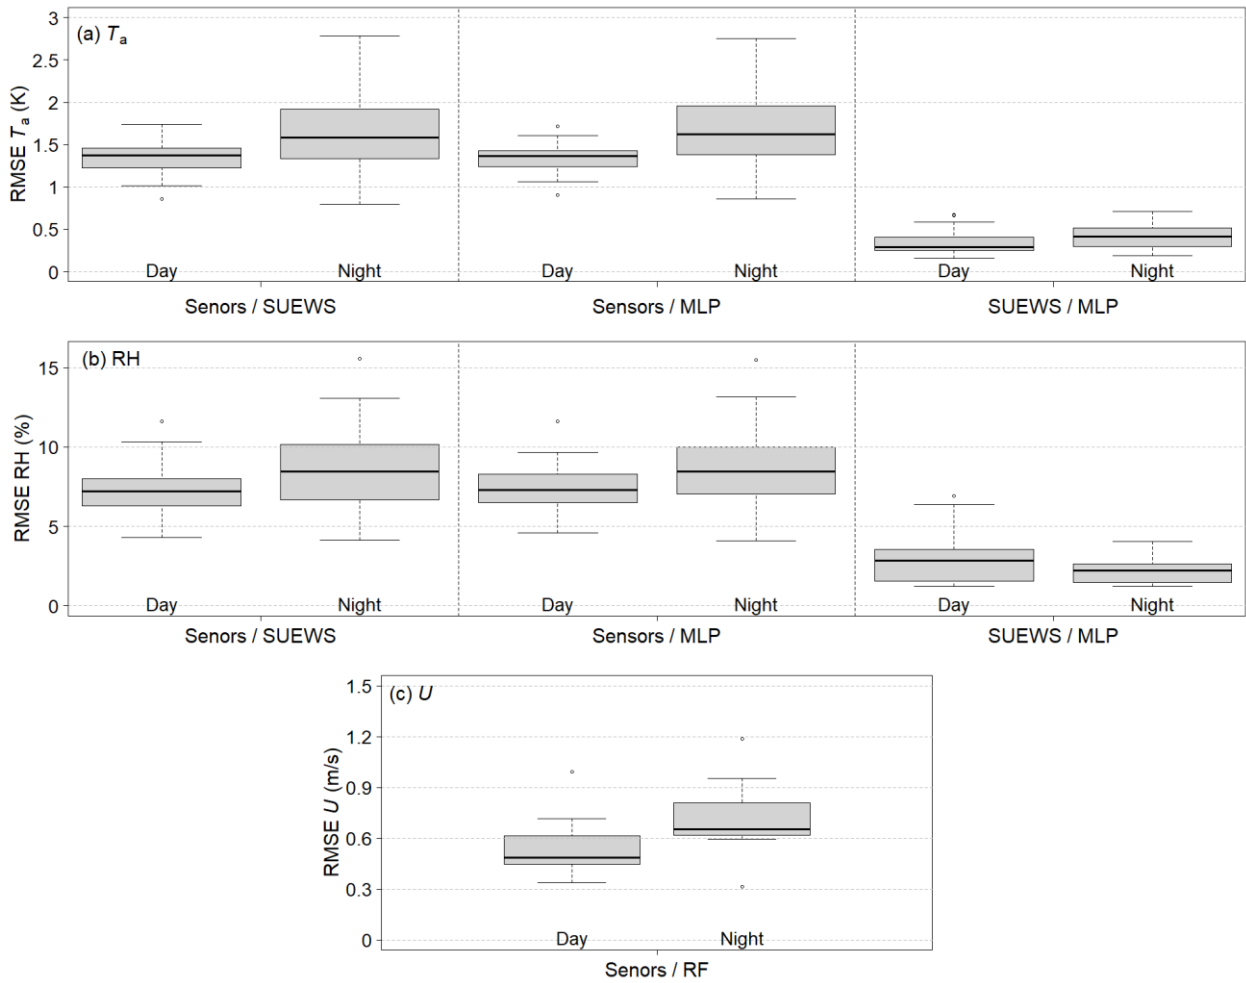 (a) Ta
RMSE Ta (K)
3
2.5
2
1.5
1
0.5
0
Day Night Day Night Day Night
Senors / SUEWS Sensors / MLP SUEWS / MLP
(b) RH
RMSE RH (%)
15
10
5
0
Day Night Day Night Day Night
Senors / SUEWS Sensors / MLP SUEWS / MLP
(c) U
RMSE U (m/s)
1.5
1.2
0.9
0.6
0.3
0
Day Night
Senors / RF